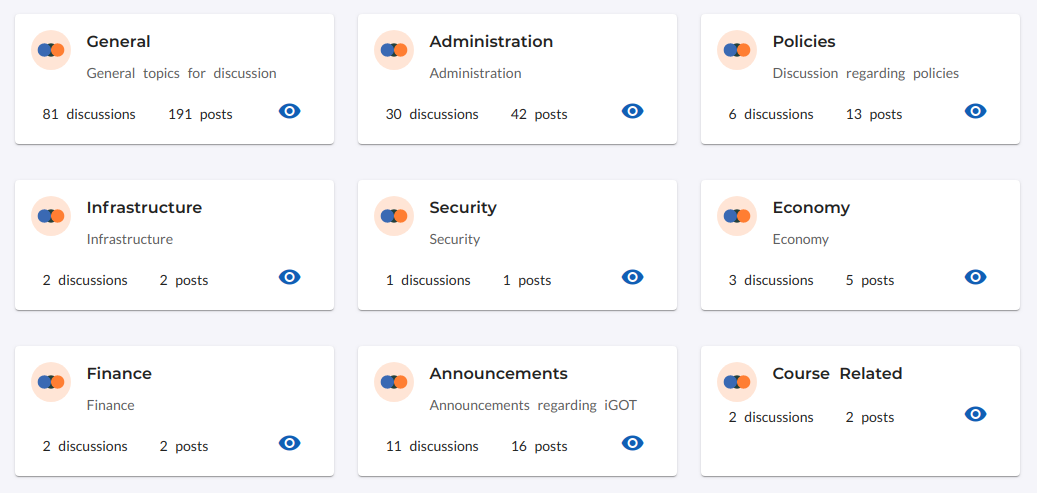 General
General topics for discussion
81 discussions 191 posts
Administration
Administration
30 discussions 42 posts
Policies
Discussion regarding policies
6 discussions 13 posts
Infrastructure
Infrastructure
2 discussions 2 posts
Security
Security
1 discussions 1 posts
Economy
Economy
3 discussions 5 posts
Finance
Finance
2 discussions 2 posts
Announcements
Announcements regarding iGOT
11 discussions 16 posts
Course Related
2 discussions 2 posts